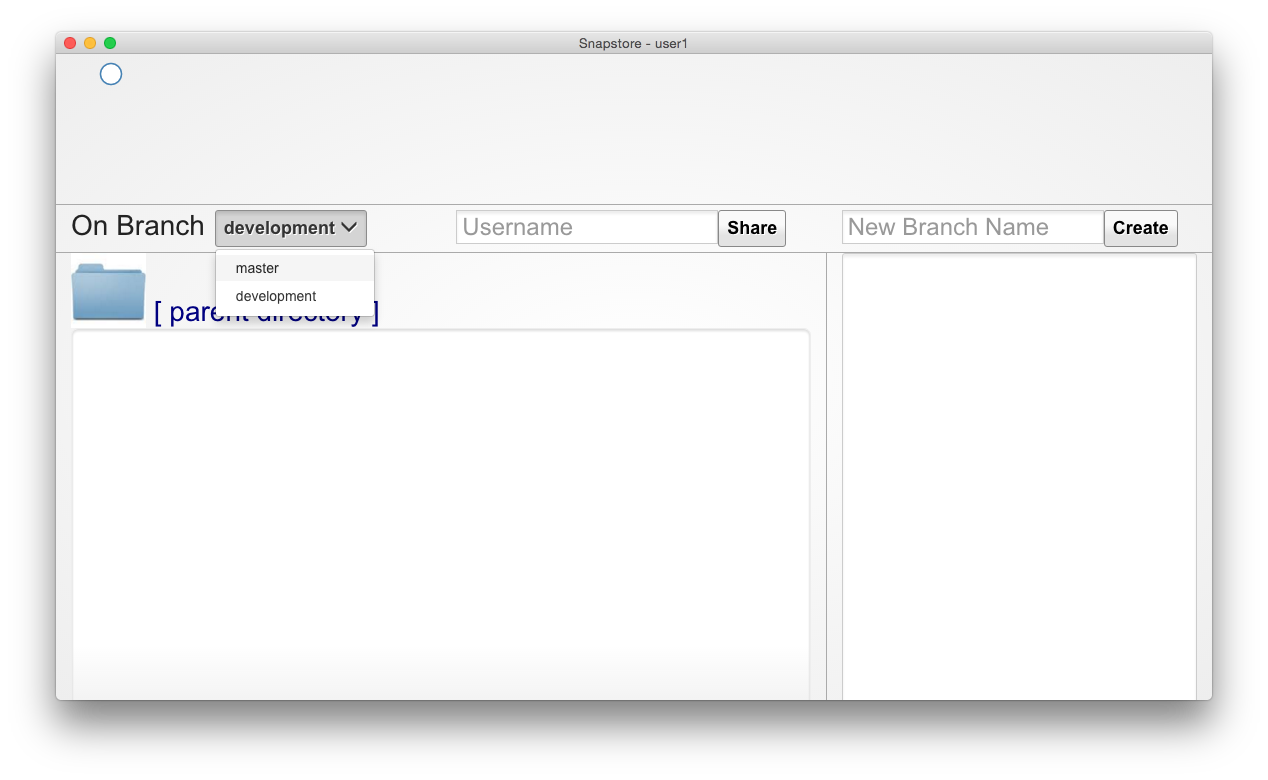 Snapstore - user1
On Branch development Username Share New Branch Name Create
master
development
[ parent directory ]